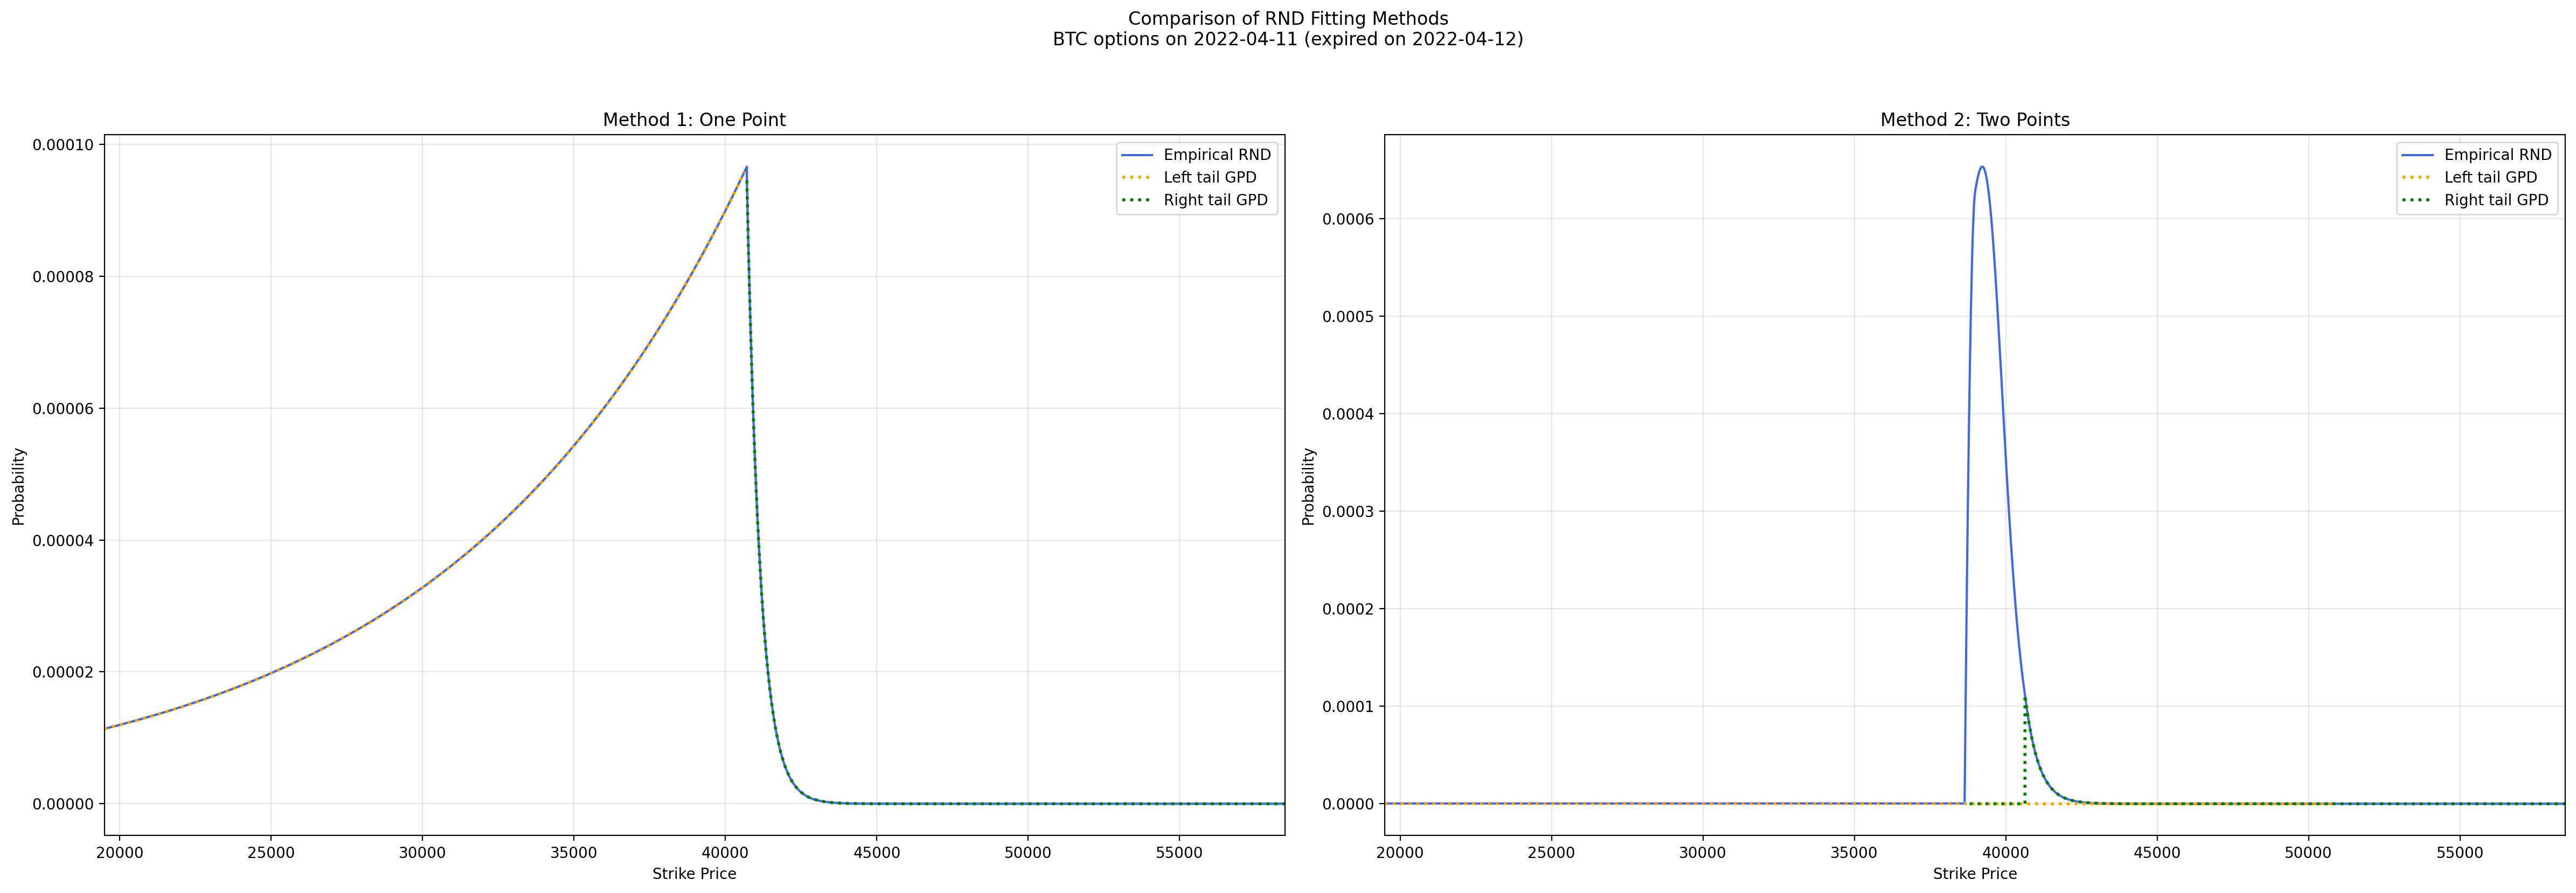 Comparison of RND Fitting Methods
BTC options on 2022-04-11 (expired on 2022-04-12)
Method 1: One Point
0.00010
0.00008
0.00006
0.00004
0.00002
0.00000
Probability
20000 25000 30000 35000 40000 45000 50000 55000
Strike Price
Empirical RND
Left tail GPD
Right tail GPD
Method 2: Two Points
0.0006
0.0005
0.0004
0.0003
0.0002
0.0001
0.0000
Probability
20000 25000 30000 35000 40000 45000 50000 55000
Strike Price
Empirical RND
Left tail GPD
Right tail GPD